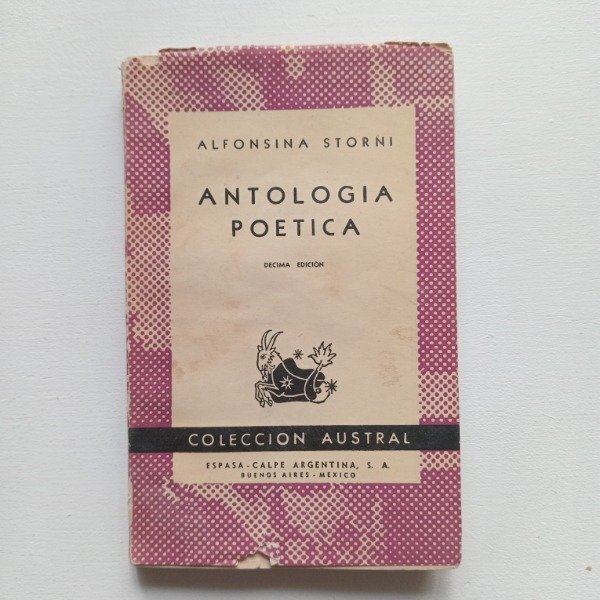 ALFONSINA STORNI
ANTOLOGIA
POETICA
DECIMA EDICIÓN
COLECCION AUSTRAL
ESPASA-CALPE ARGENTINA, S. A.
BUENOS AIRES-MEXICO